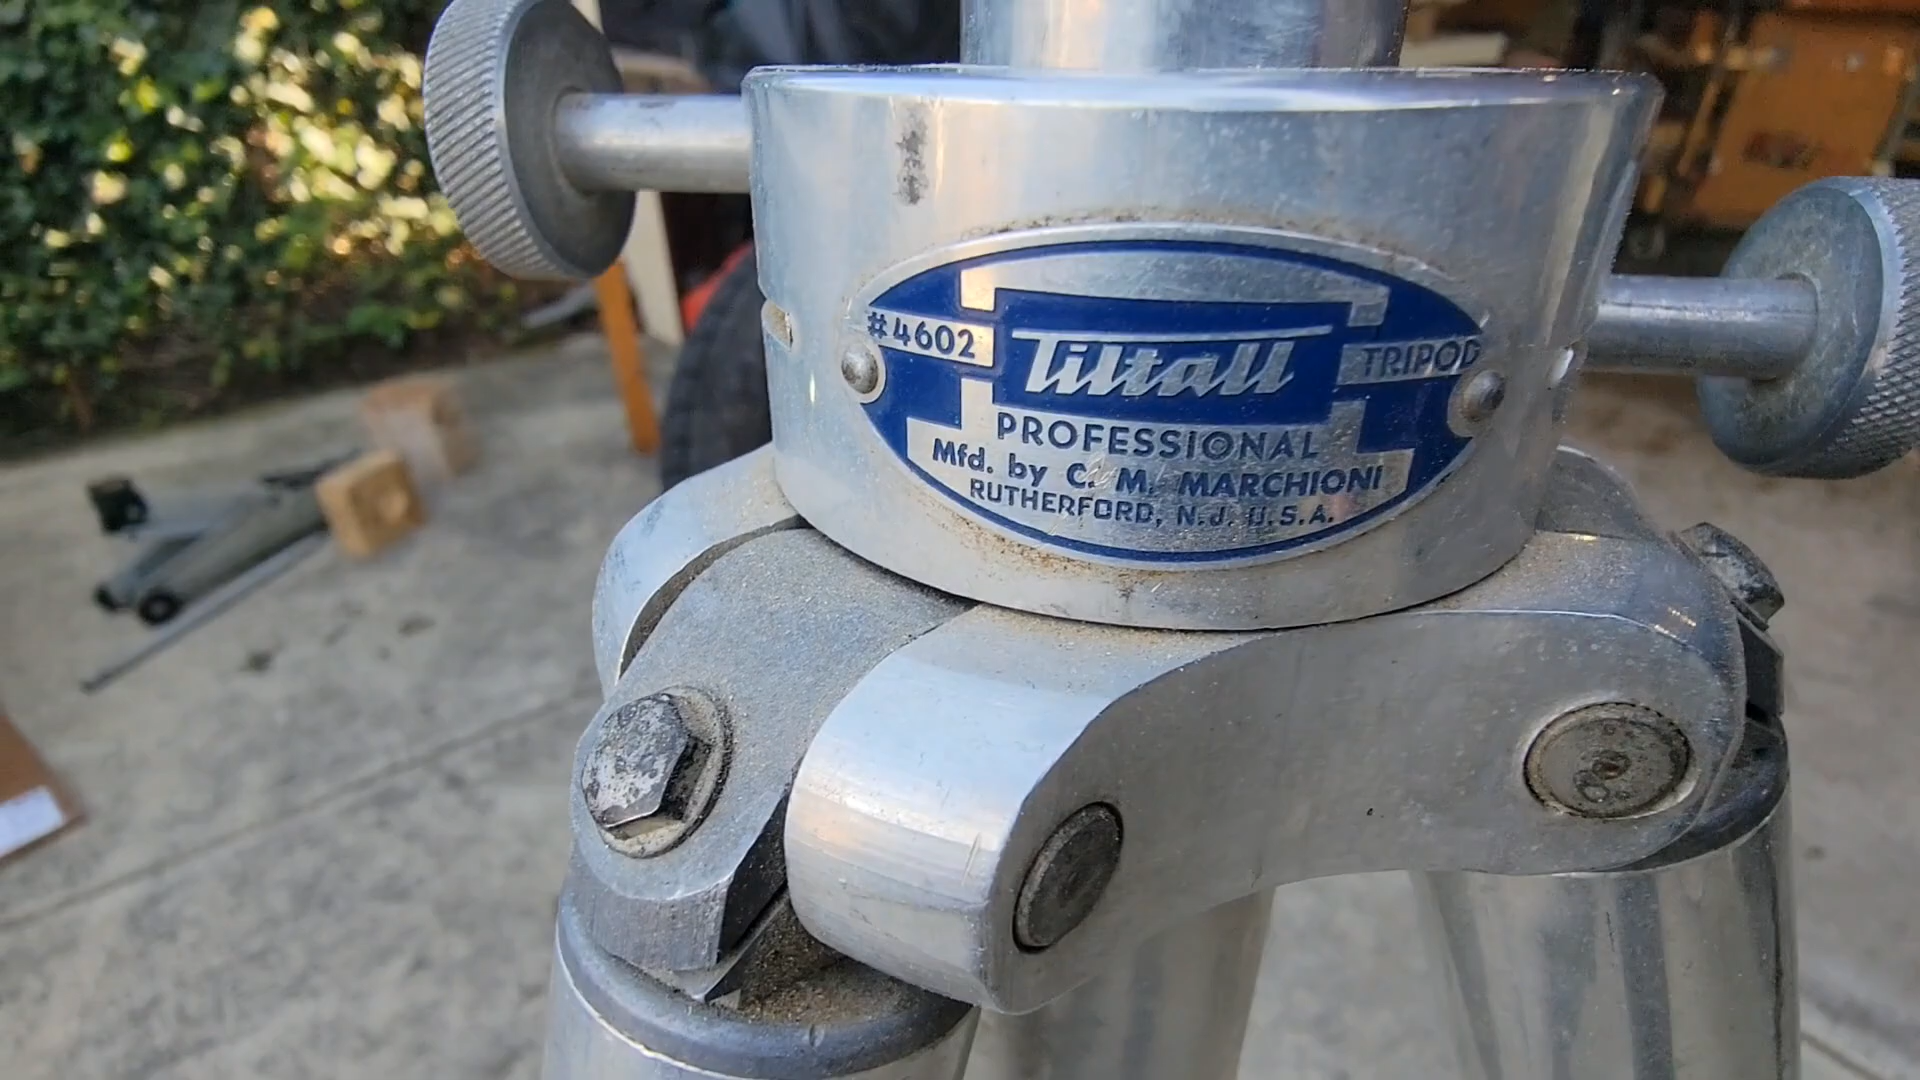 #4602 Tiltall TRIPOD
PROFESSIONAL
Mfd. by C. M. MARCHIONI
RUTHERFORD, N.J. U.S.A.